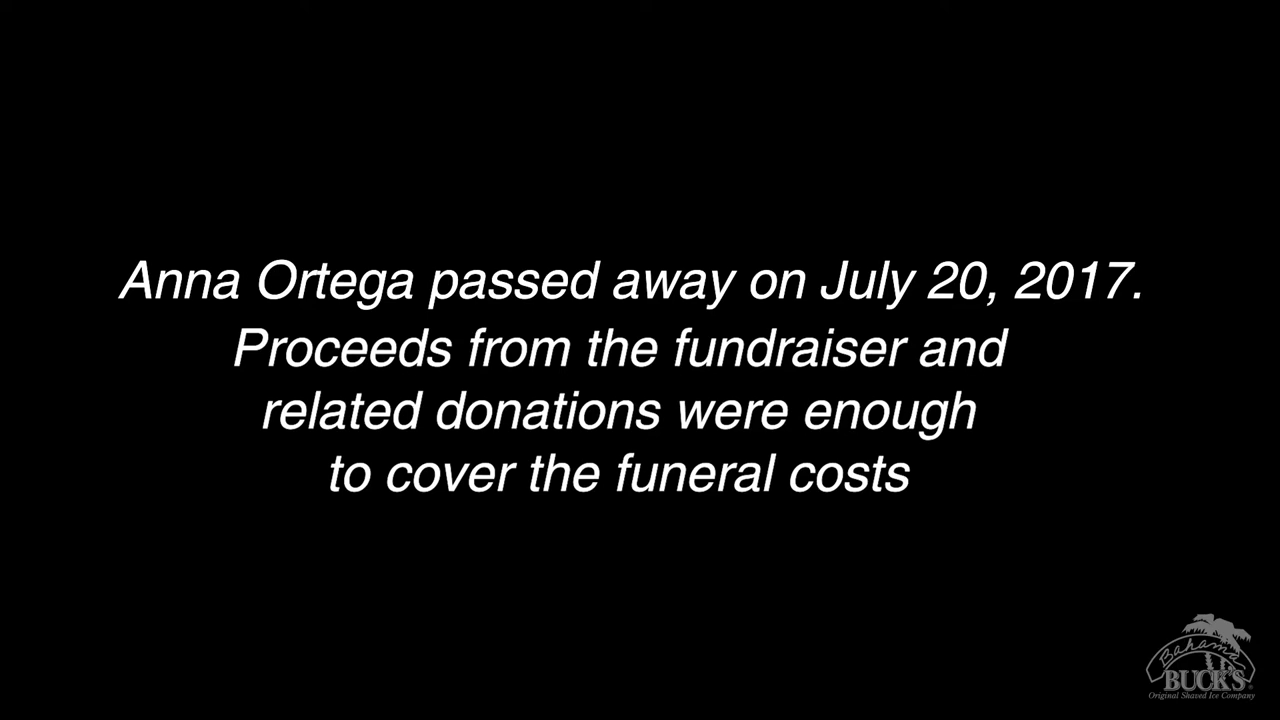 Anna Ortega passed away on July 20, 2017.
Proceeds from the fundraiser and
related donations were enough
to cover the funeral costs
Bahama
BUCK'S
Original Shaved Ice Company